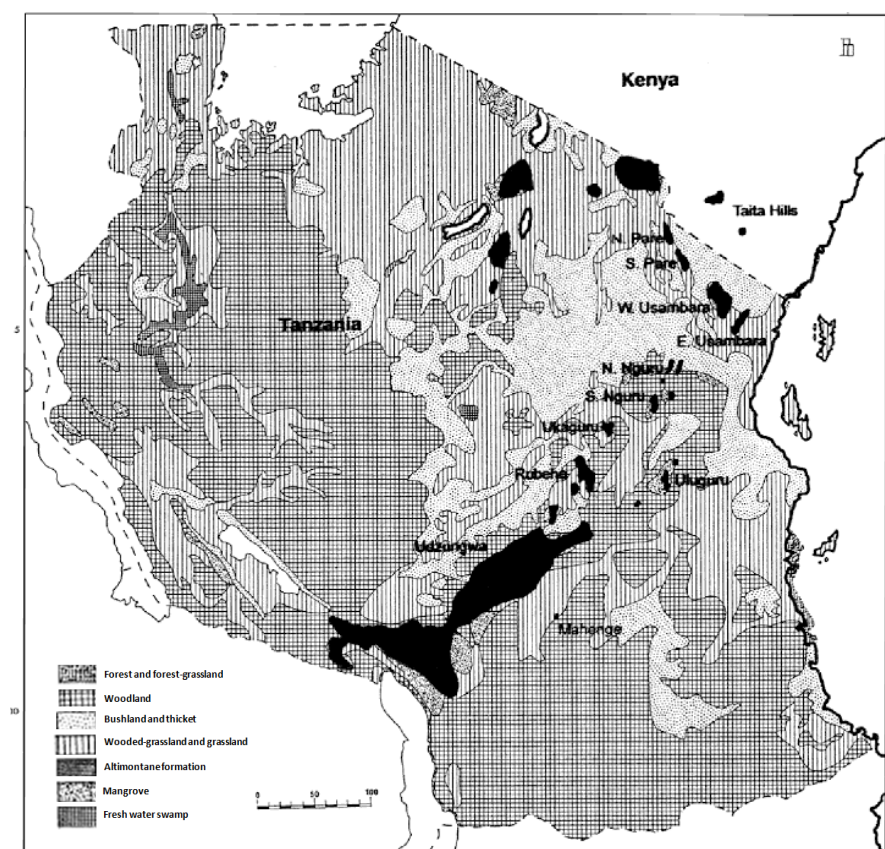 Kenya
Taita Hills
N. Pare
S. Pare
W. Usambara
Tanzania
5
E. Usambara
N. Nguru
S. Nguru
Ukaguru
Rubeho
Uluguru
Udzungwa
Mahenge
Forest and forest-grassland
Woodland
10
Bushland and thicket
Wooded-grassland and grassland
Altimontane formation
Mangrove
0 50 100
Fresh water swamp